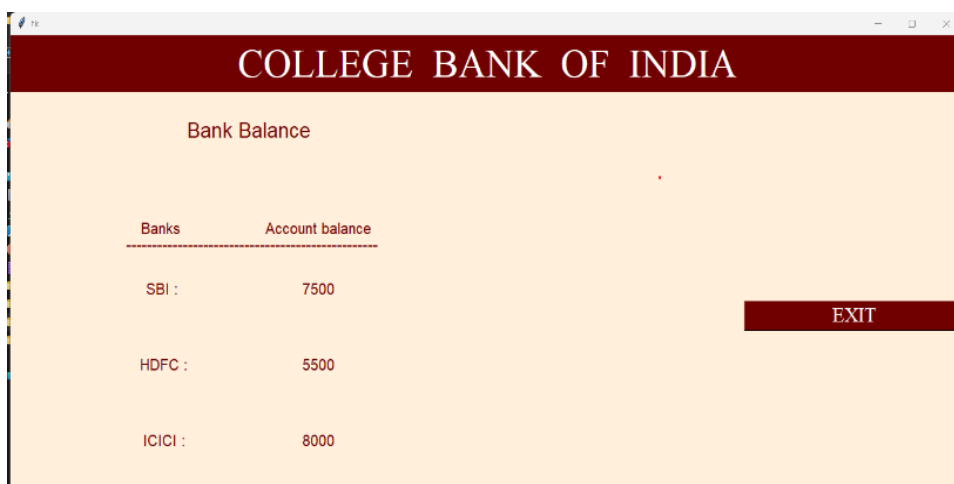 tk
COLLEGE BANK OF INDIA
Bank Balance
Banks Account balance
------------------------------------------------
SBI : 7500
EXIT
HDFC : 5500
ICICI : 8000